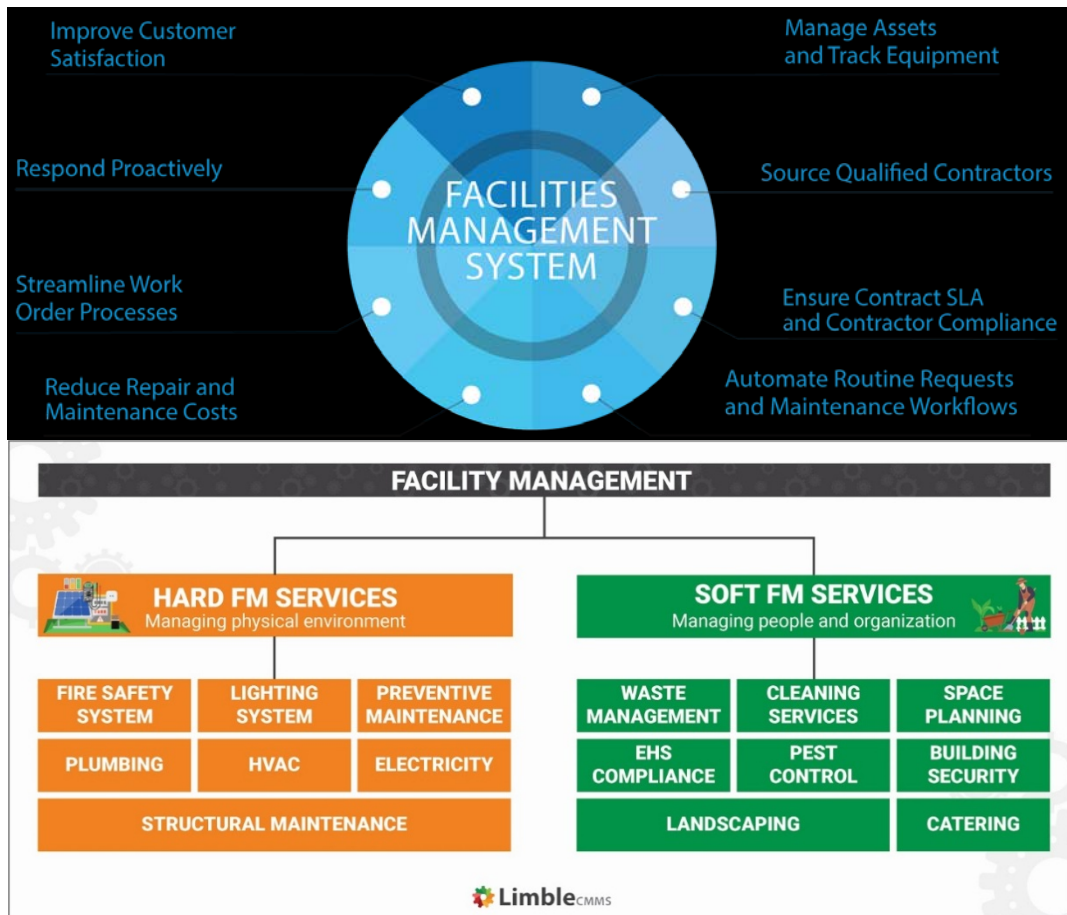 Improve Customer
Satisfaction
Manage Assets
and Track Equipment
Respond Proactively
Source Qualified Contractors
FACILITIES
MANAGEMENT
SYSTEM
Streamline Work
Order Processes
Ensure Contract SLA
and Contractor Compliance
Reduce Repair and
Maintenance Costs
Automate Routine Requests
and Maintenance Workflows
FACILITY MANAGEMENT
HARD FM SERVICES
Managing physical environment
SOFT FM SERVICES
Managing people and organization
FIRE SAFETY
SYSTEM
LIGHTING
SYSTEM
PREVENTIVE
MAINTENANCE
PLUMBING
HVAC
ELECTRICITY
STRUCTURAL MAINTENANCE
WASTE
MANAGEMENT
CLEANING
SERVICES
SPACE
PLANNING
EHS
COMPLIANCE
PEST
CONTROL
BUILDING
SECURITY
LANDSCAPING
CATERING
Limble CMMS